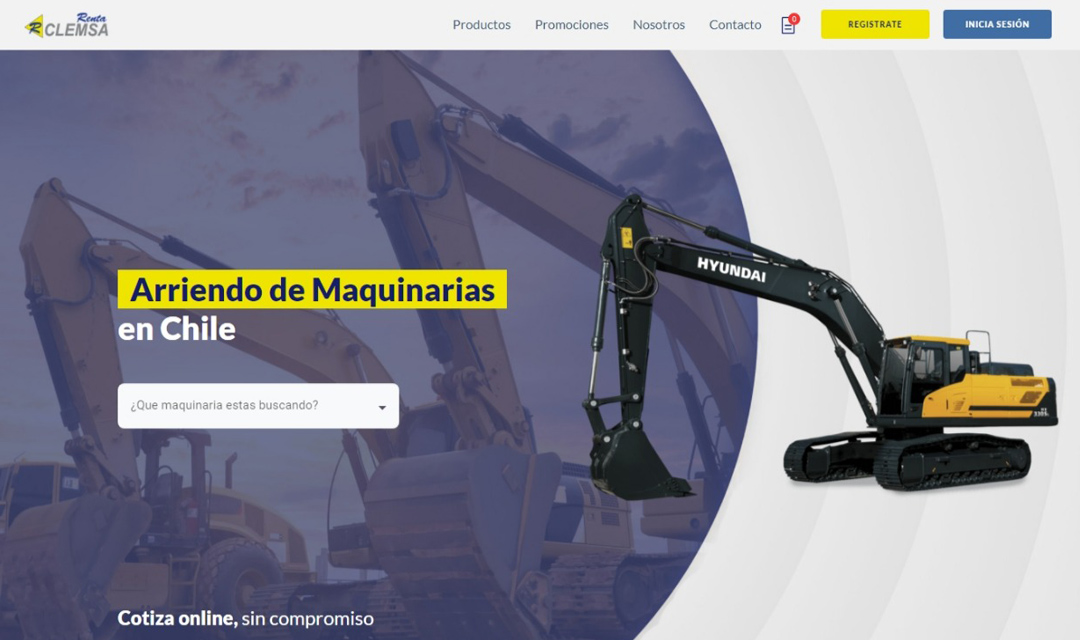 Renta
R CLEMSA
Productos
Promociones
Nosotros
Contacto
0
REGISTRATE
INICIA SESIÓN
HYUNDAI
Arriendo de Maquinarias
en Chile
¿Que maquinaria estas buscando?
Cotiza online, sin compromiso